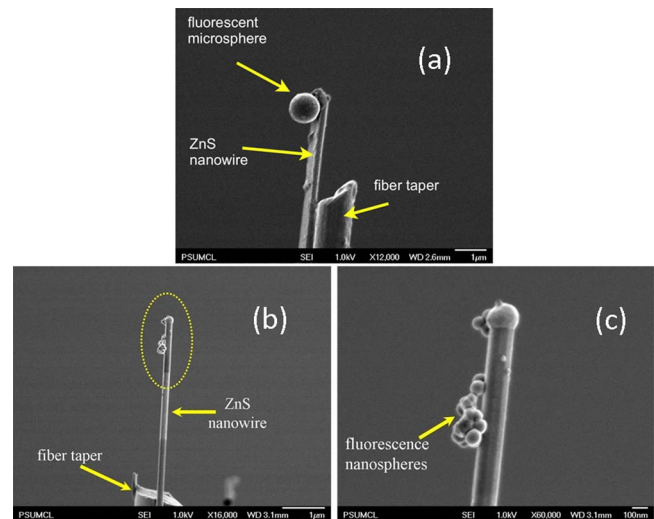 fluorescent
microsphere
(a)
ZnS
nanowire
fiber taper
PSUMCL SEI 1.0kV X12,000 WD 2.6mm 1μm
(b)
ZnS
nanowire
fiber taper
PSUMCL SEI 1.0kV X16,000 WD 3.1mm 1μm
(c)
fluorescence
nanospheres
PSUMCL SEI 1.0kV X60,000 WD 3.1mm 100nm